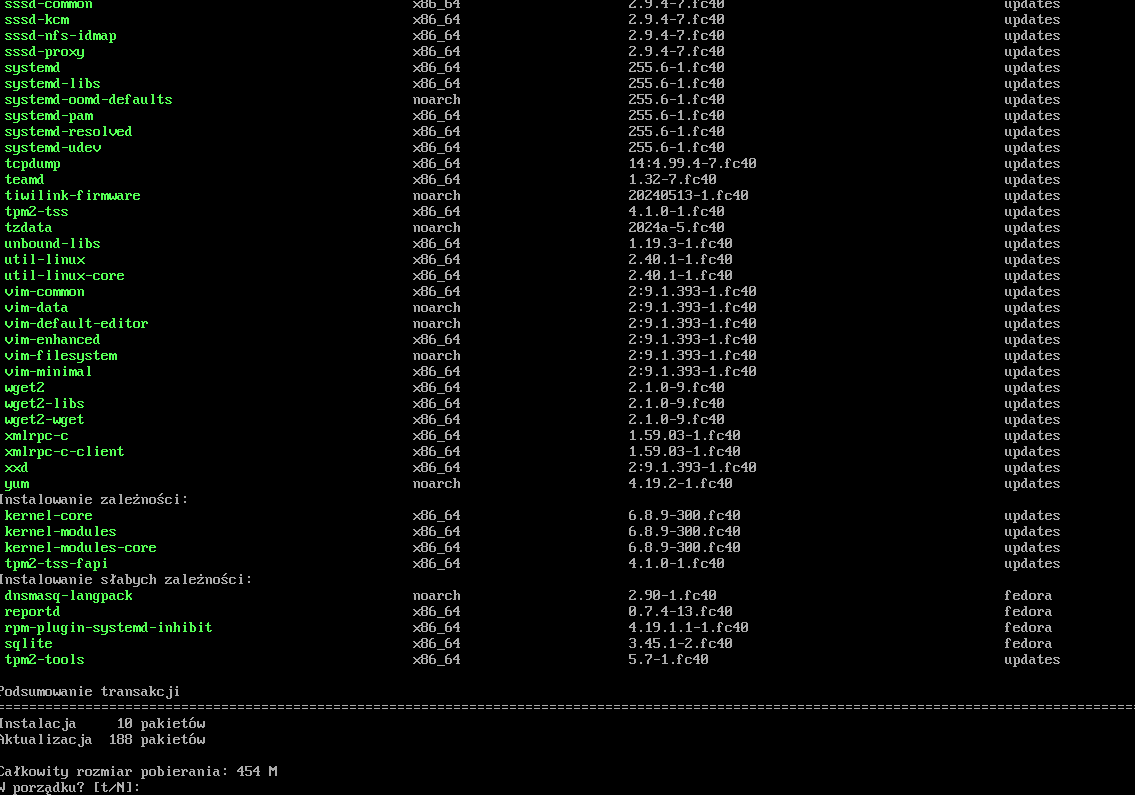 sssd-common x86_64 2.9.4-7.fc40 updates
sssd-kcm x86_64 2.9.4-7.fc40 updates
sssd-nfs-idmap x86_64 2.9.4-7.fc40 updates
sssd-proxy x86_64 2.9.4-7.fc40 updates
systemd x86_64 255.6-1.fc40 updates
systemd-libs x86_64 255.6-1.fc40 updates
systemd-oomd-defaults noarch 255.6-1.fc40 updates
systemd-pam x86_64 255.6-1.fc40 updates
systemd-resolved x86_64 255.6-1.fc40 updates
systemd-udev x86_64 255.6-1.fc40 updates
tcpdump x86_64 14:4.99.4-7.fc40 updates
teamd x86_64 1.32-7.fc40 updates
tiwilink-firmware noarch 20240513-1.fc40 updates
tpm2-tss x86_64 4.1.0-1.fc40 updates
tzdata noarch 2024a-5.fc40 updates
unbound-libs x86_64 1.19.3-1.fc40 updates
util-linux x86_64 2.40.1-1.fc40 updates
util-linux-core x86_64 2.40.1-1.fc40 updates
vim-common x86_64 2:9.1.393-1.fc40 updates
vim-data noarch 2:9.1.393-1.fc40 updates
vim-default-editor noarch 2:9.1.393-1.fc40 updates
vim-enhanced x86_64 2:9.1.393-1.fc40 updates
vim-filesystem noarch 2:9.1.393-1.fc40 updates
vim-minimal x86_64 2:9.1.393-1.fc40 updates
wget2 x86_64 2.1.0-9.fc40 updates
wget2-libs x86_64 2.1.0-9.fc40 updates
wget2-wget x86_64 2.1.0-9.fc40 updates
xmlrpc-c x86_64 1.59.03-1.fc40 updates
xmlrpc-c-client x86_64 1.59.03-1.fc40 updates
xxd x86_64 2:9.1.393-1.fc40 updates
yum noarch 4.19.2-1.fc40 updates
Instalowanie zależności:
kernel-core x86_64 6.8.9-300.fc40 updates
kernel-modules x86_64 6.8.9-300.fc40 updates
kernel-modules-core x86_64 6.8.9-300.fc40 updates
tpm2-tss-fapi x86_64 4.1.0-1.fc40 updates
Instalowanie słabych zależności:
dnsmasq-langpack noarch 2.90-1.fc40 fedora
reportd x86_64 0.7.4-13.fc40 fedora
rpm-plugin-systemd-inhibit x86_64 4.19.1.1-1.fc40 fedora
sqlite x86_64 3.45.1-2.fc40 fedora
tpm2-tools x86_64 5.7-1.fc40 updates
Podsumowanie transakcji
================================================================================
Instalacja 10 pakietów
Aktualizacja 188 pakietów
Całkowity rozmiar pobierania: 454 M
W porządku? [t/N]: